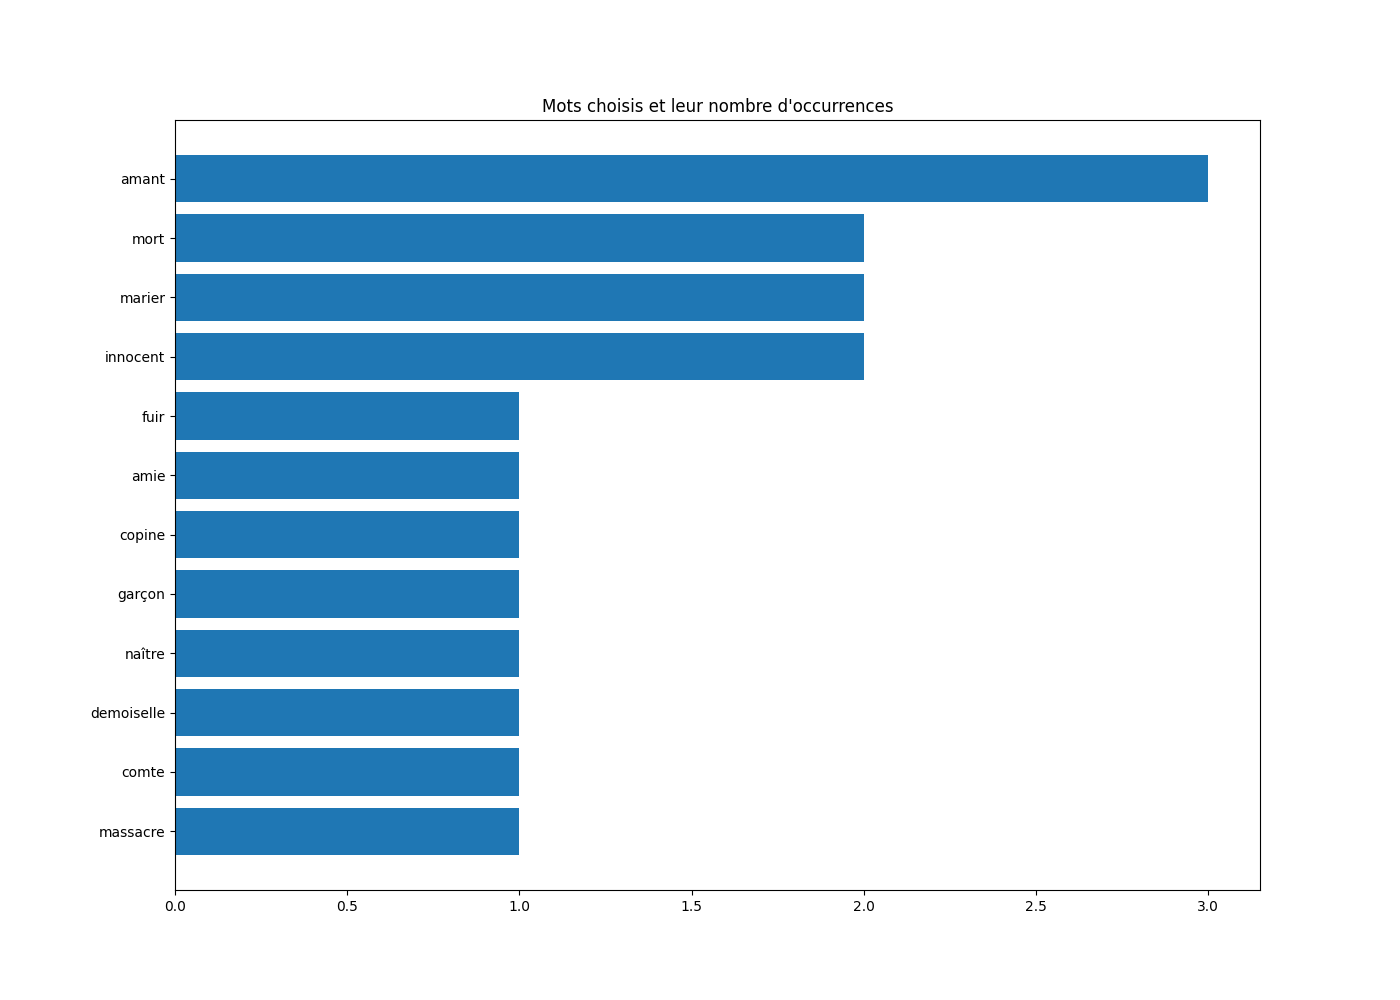 Mots choisis et leur nombre d'occurrences
amant
mort
marier
innocent
fuir
amie
copine
garçon
naître
demoiselle
comte
massacre
0.0 0.5 1.0 1.5 2.0 2.5 3.0